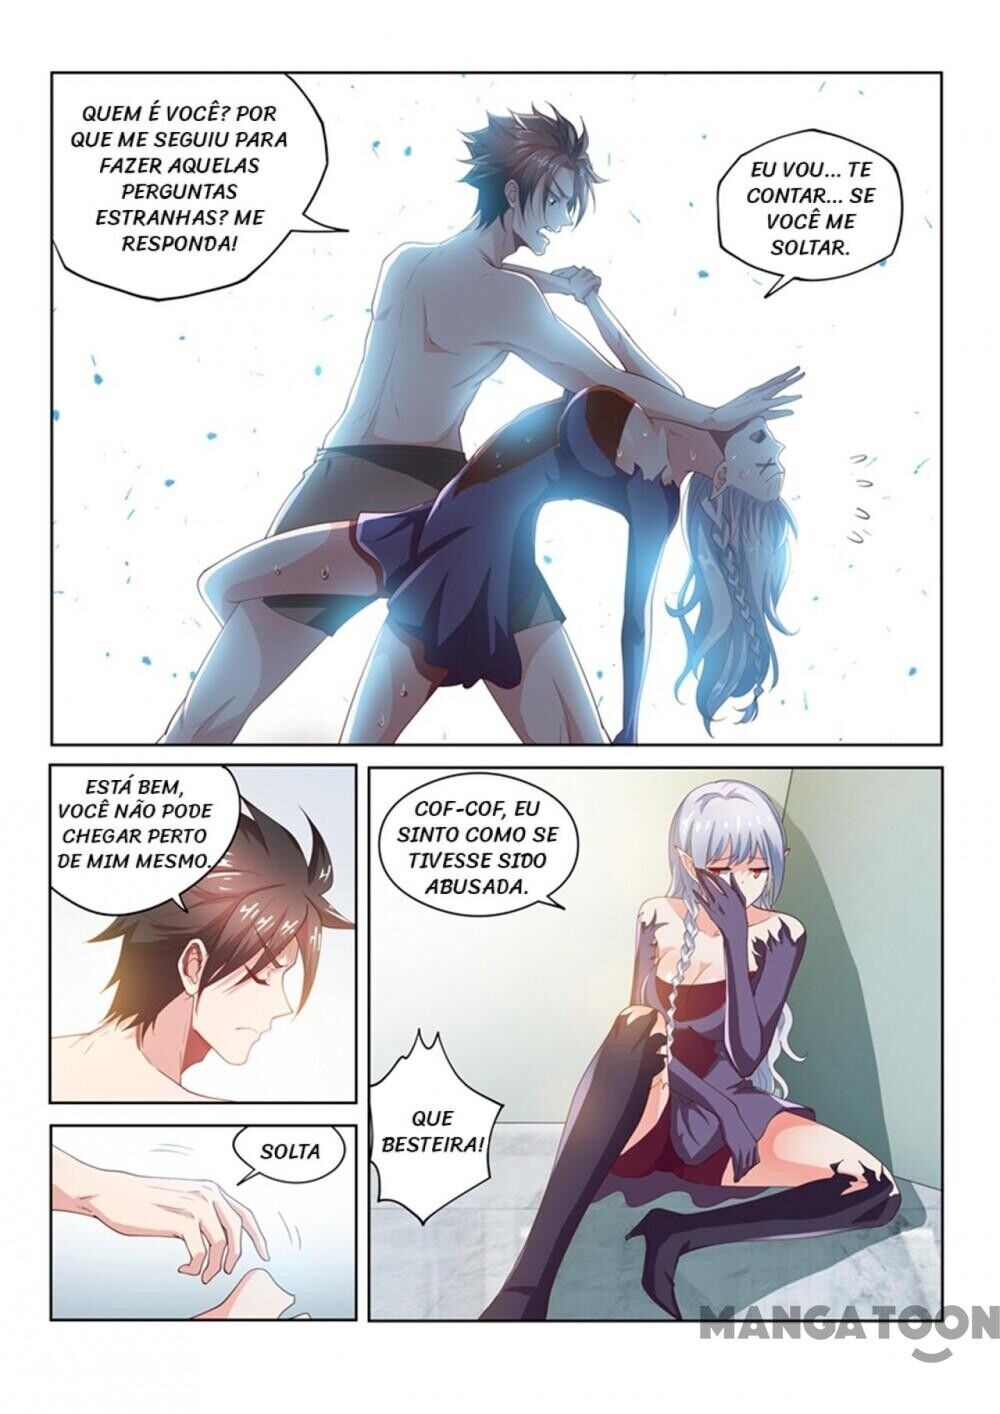 QUEM É VOCÊ? POR
QUE ME SEGUIU PARA
FAZER AQUELAS
PERGUNTAS
ESTRANHAS? ME
RESPONDA!
EU VOU... TE
CONTAR... SE
VOCÊ ME
SOLTAR.
ESTÁ BEM,
VOCÊ NÃO PODE
CHEGAR PERTO
DE MIM MESMO.
SOLTA
COF-COF, EU
SINTO COMO SE
TIVESSE SIDO
ABUSADA.
QUE
BESTEIRA!
MANGATOON